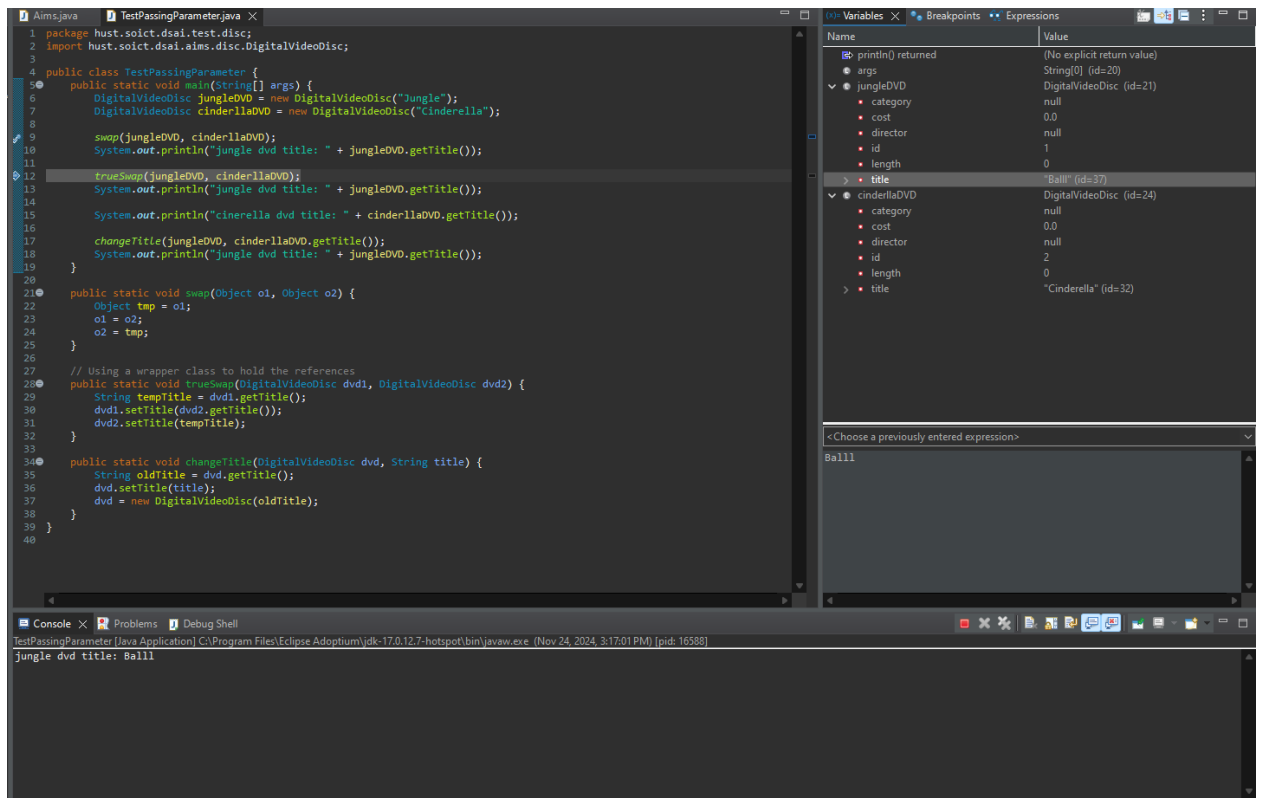 Aims.java
TestPassingParameter.java
1 package hust.soict.dsai.test.disc;
2 import hust.soict.dsai.aims.disc.DigitalVideoDisc;
3
4 public class TestPassingParameter {
5 public static void main(String[] args) {
6 DigitalVideoDisc jungleDVD = new DigitalVideoDisc("Jungle");
7 DigitalVideoDisc cinderllaDVD = new DigitalVideoDisc("Cinderella");
8
9 swap(jungleDVD, cinderllaDVD);
10 System.out.println("jungle dvd title: " + jungleDVD.getTitle());
11
12 trueSwap(jungleDVD, cinderllaDVD);
13 System.out.println("jungle dvd title: " + jungleDVD.getTitle());
14
15 System.out.println("cinerella dvd title: " + cinderllaDVD.getTitle());
16
17 changeTitle(jungleDVD, cinderllaDVD.getTitle());
18 System.out.println("jungle dvd title: " + jungleDVD.getTitle());
19 }
20
21 public static void swap(Object o1, Object o2) {
22 Object tmp = o1;
23 o1 = o2;
24 o2 = tmp;
25 }
26
27 // Using a wrapper class to hold the references
28 public static void trueSwap(DigitalVideoDisc dvd1, DigitalVideoDisc dvd2) {
29 String tempTitle = dvd1.getTitle();
30 dvd1.setTitle(dvd2.getTitle());
31 dvd2.setTitle(tempTitle);
32 }
33
34 public static void changeTitle(DigitalVideoDisc dvd, String title) {
35 String oldTitle = dvd.getTitle();
36 dvd.setTitle(title);
37 dvd = new DigitalVideoDisc(oldTitle);
38 }
39 }
40
(x)= Variables Breakpoints Expressions
Name Value
println() returned (No explicit return value)
args String[0] (id=20)
jungleDVD DigitalVideoDisc (id=21)
category null
cost 0.0
director null
id 1
length 0
title "Balll" (id=37)
cinderllaDVD DigitalVideoDisc (id=24)
category null
cost 0.0
director null
id 2
length 0
title "Cinderella" (id=32)
<Choose a previously entered expression>
Balll
Console Problems Debug Shell
TestPassingParameter [Java Application] C:\Program Files\Eclipse Adoptium\jdk-17.0.12.7-hotspot\bin\javaw.exe (Nov 24, 2024, 3:17:01 PM) [pid: 16588]
jungle dvd title: Balll